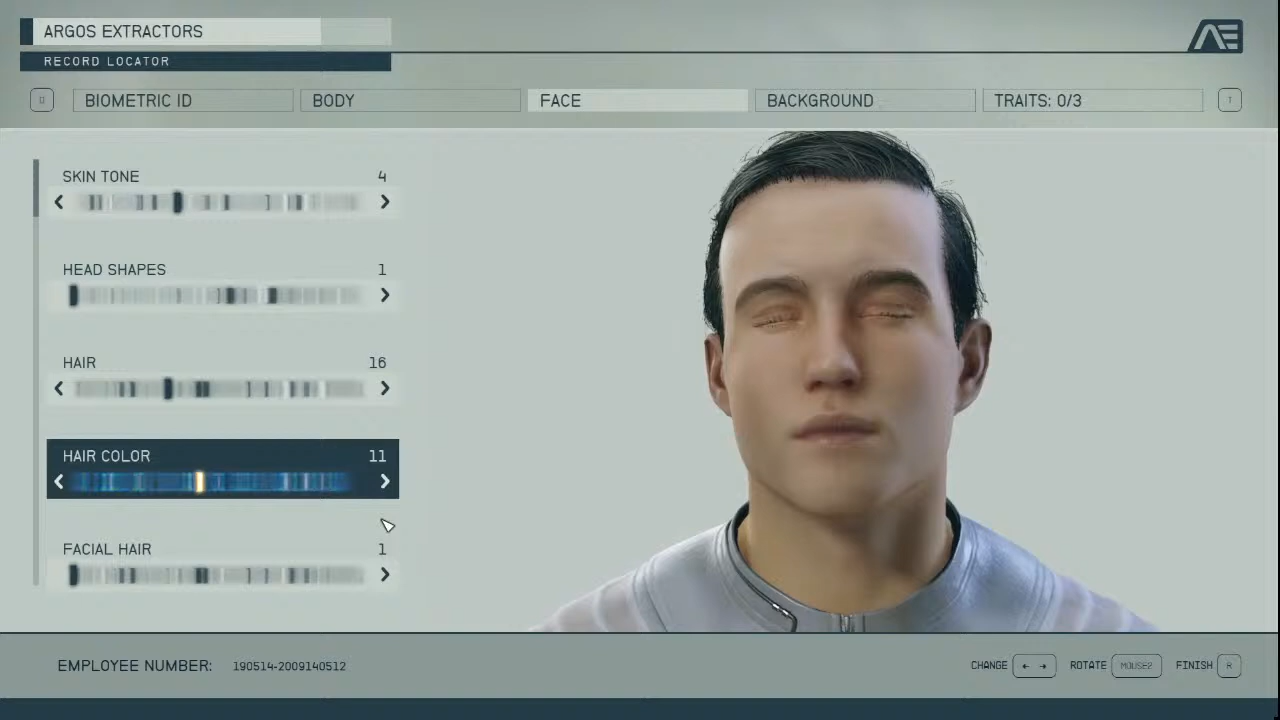 ARGOS EXTRACTORS
RECORD LOCATOR
BIOMETRIC ID BODY FACE BACKGROUND TRAITS: 0/3 T
SKIN TONE 4
HEAD SHAPES 1
HAIR 16
HAIR COLOR 11
FACIAL HAIR 1
EMPLOYEE NUMBER: 190514-2009140512
CHANGE ROTATE MOUSE2 FINISH R